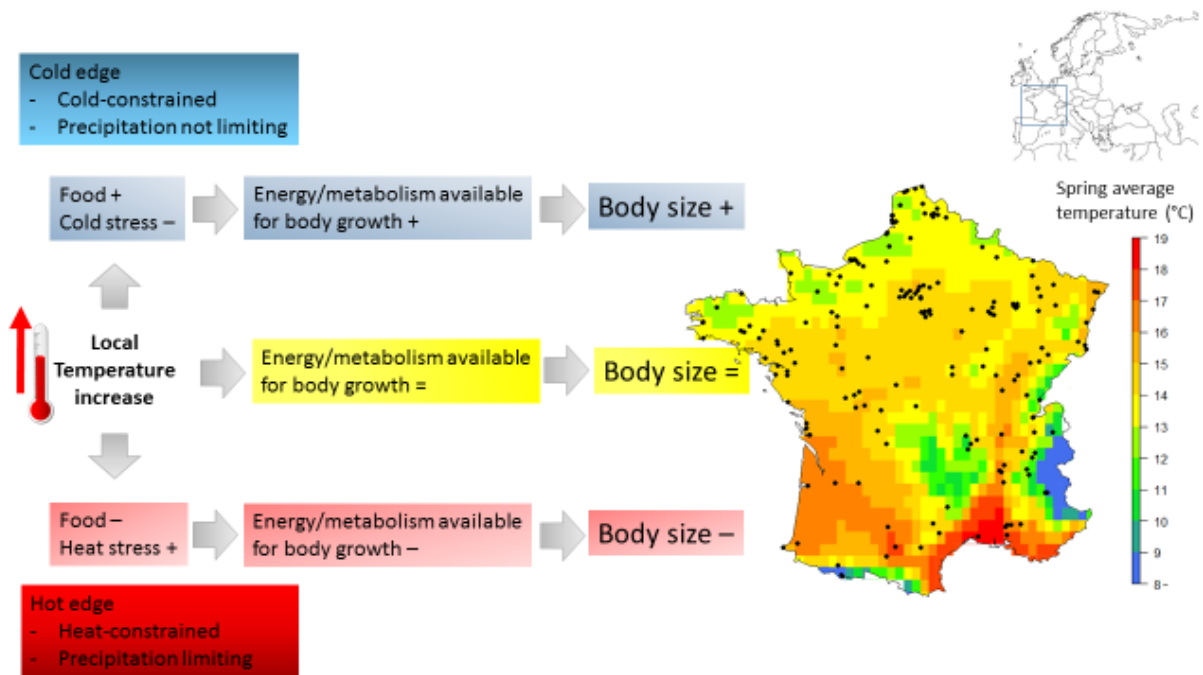 Cold edge
- Cold-constrained
- Precipitation not limiting
Food +
Cold stress –
Energy/metabolism available
for body growth +
Body size +
Local
Temperature
increase
Energy/metabolism available
for body growth =
Body size =
Food –
Heat stress +
Energy/metabolism available
for body growth –
Body size –
Hot edge
- Heat-constrained
- Precipitation limiting
Spring average
temperature (°C)
19
18
17
16
15
14
13
12
11
10
9
8-